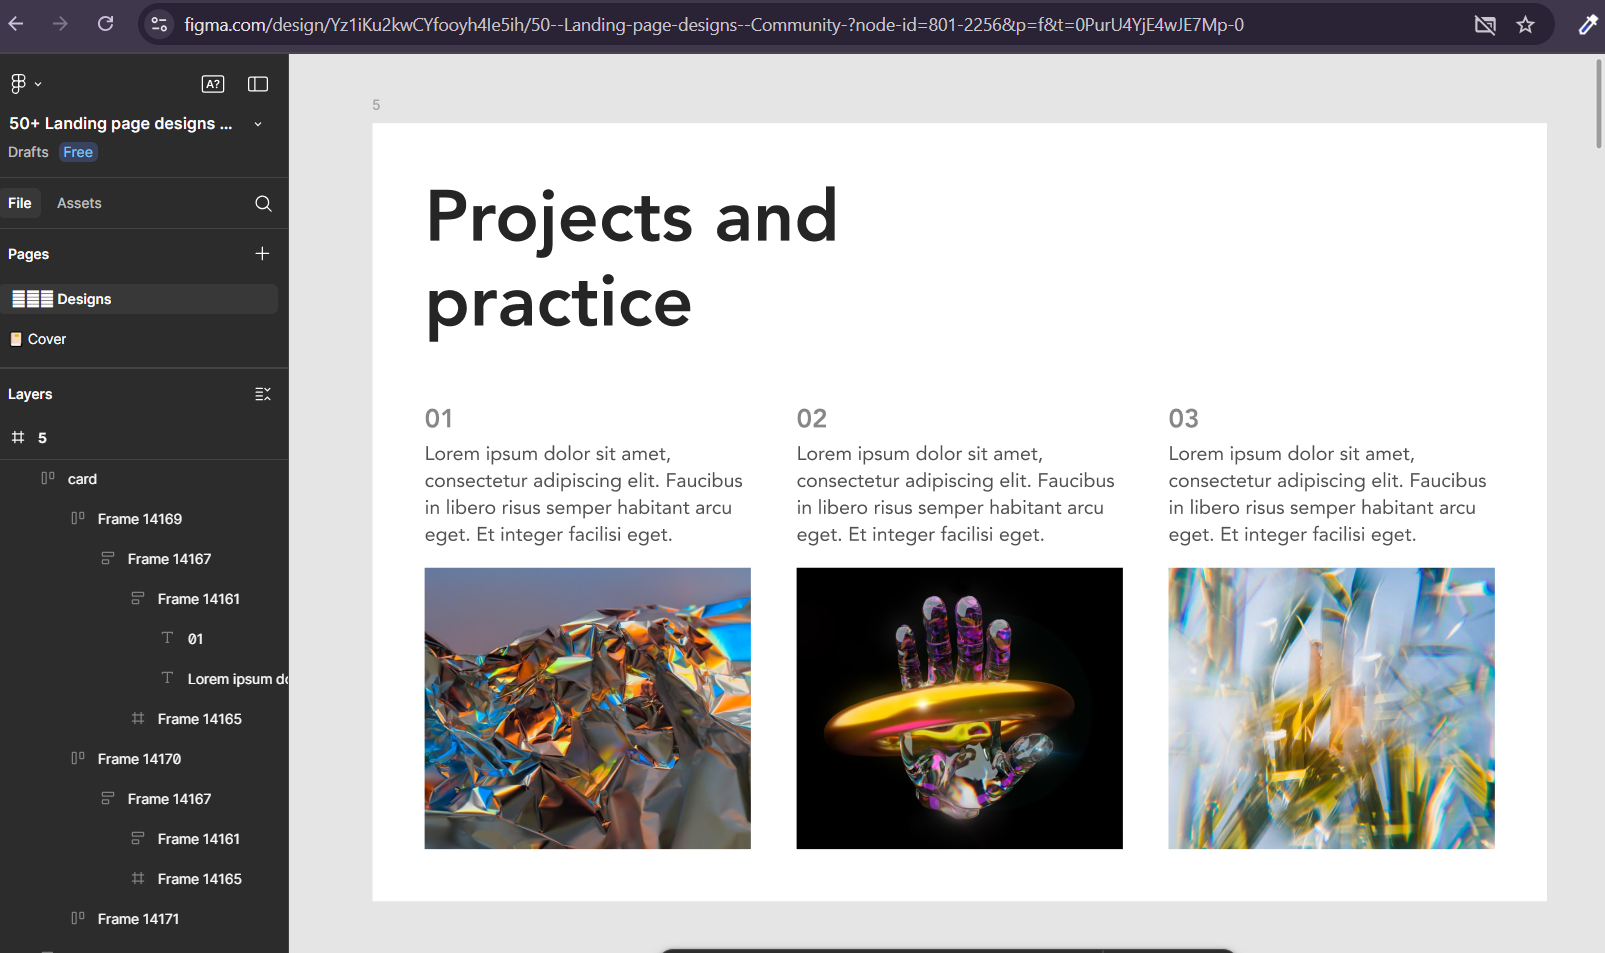 figma.com/design/Yz1iKu2kwCYfooyh4Ie5ih/50--Landing-page-designs--Community-?node-id=801-2256&p=f&t=0PurU4YjE4wJE7Mp-0
A?
50+ Landing page designs ...
Drafts Free
File Assets
Pages
Designs
Cover
Layers
5
card
Frame 14169
Frame 14167
Frame 14161
01
Lorem ipsum do
Frame 14165
Frame 14170
Frame 14167
Frame 14161
Frame 14165
Frame 14171
5
Projects and
practice
01
Lorem ipsum dolor sit amet,
consectetur adipiscing elit. Faucibus
in libero risus semper habitant arcu
eget. Et integer facilisi eget.
02
Lorem ipsum dolor sit amet,
consectetur adipiscing elit. Faucibus
in libero risus semper habitant arcu
eget. Et integer facilisi eget.
03
Lorem ipsum dolor sit amet,
consectetur adipiscing elit. Faucibus
in libero risus semper habitant arcu
eget. Et integer facilisi eget.